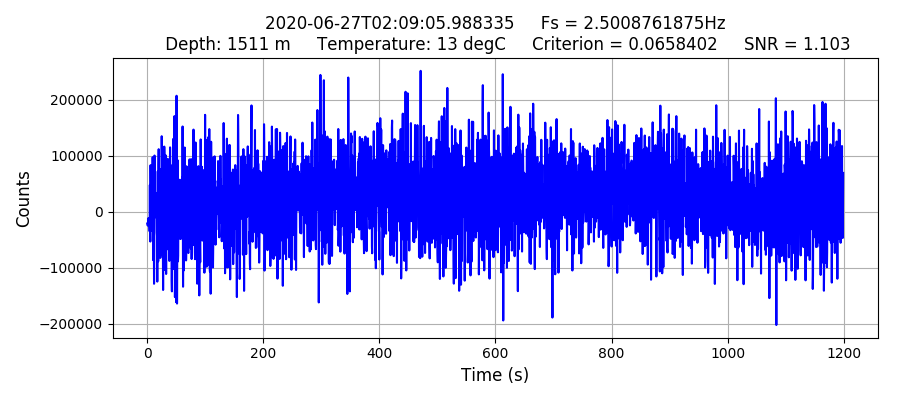 2020-06-27T02:09:05.988335 Fs = 2.5008761875Hz
Depth: 1511 m Temperature: 13 degC Criterion = 0.0658402 SNR = 1.103
200000
100000
0
−100000
−200000
Counts
0 200 400 600 800 1000 1200
Time (s)